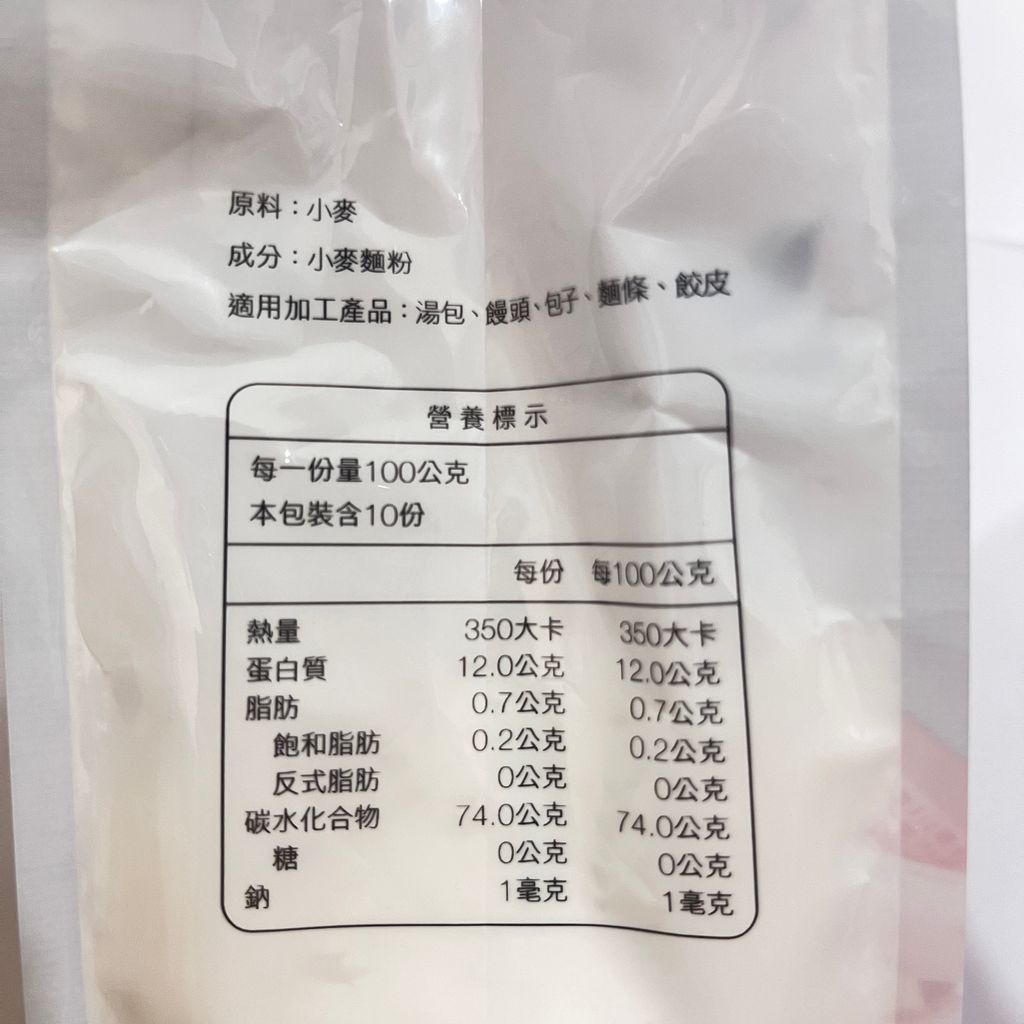 原料：小麥
成分：小麥麵粉
適用加工產品：湯包、饅頭、包子、麵條、餃皮
營養標示
每一份量100公克
本包裝含10份
每份 每100公克
熱量 350大卡 350大卡
蛋白質 12.0公克 12.0公克
脂肪 0.7公克 0.7公克
飽和脂肪 0.2公克 0.2公克
反式脂肪 0公克 0公克
碳水化合物 74.0公克 74.0公克
糖 0公克 0公克
鈉 1毫克 1毫克